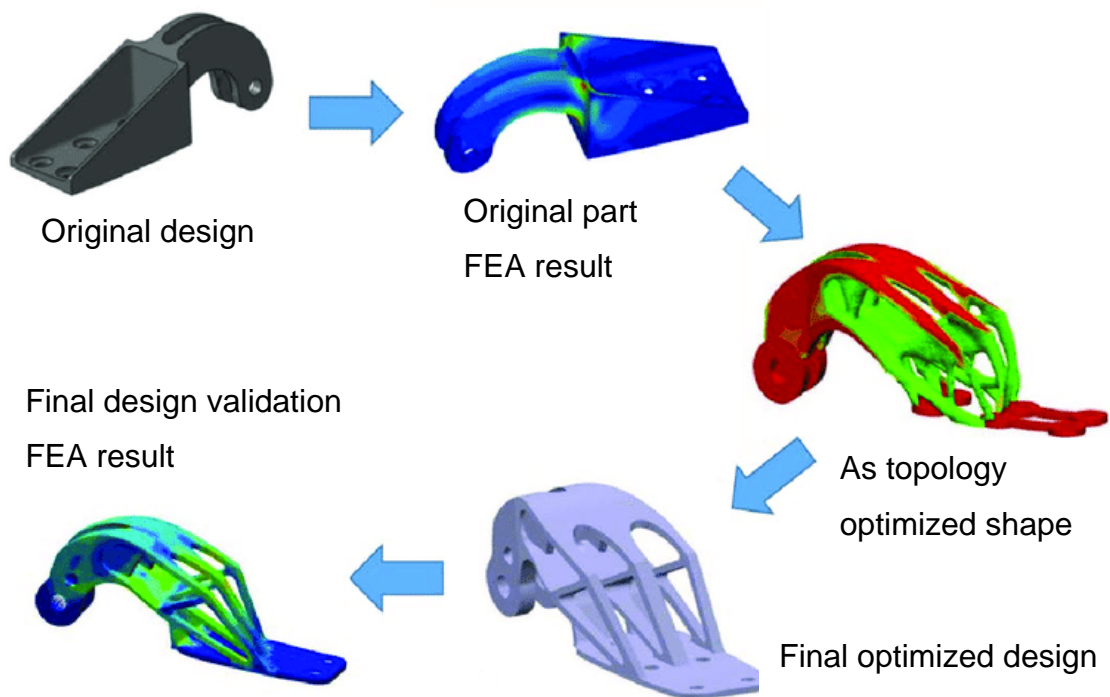 Original design
Original part
FEA result
As topology
optimized shape
Final optimized design
Final design validation
FEA result